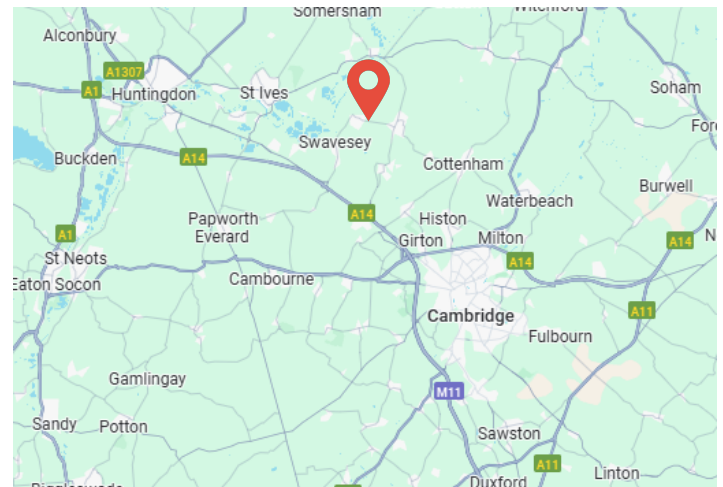 Somersham
Witchford
Alconbury
A1307
A1
Huntingdon
St Ives
Soham
Swavesey
Buckden
A14
Cottenham
Burwell
Waterbeach
Papworth
Everard
A14
Histon
A1
Girton
Milton
A14
St Neots
A14
Eaton Socon
Cambourne
A11
Cambridge
Fulbourn
Gamlingay
M11
Sandy
Potton
Sawston
A11
Linton
Duxford